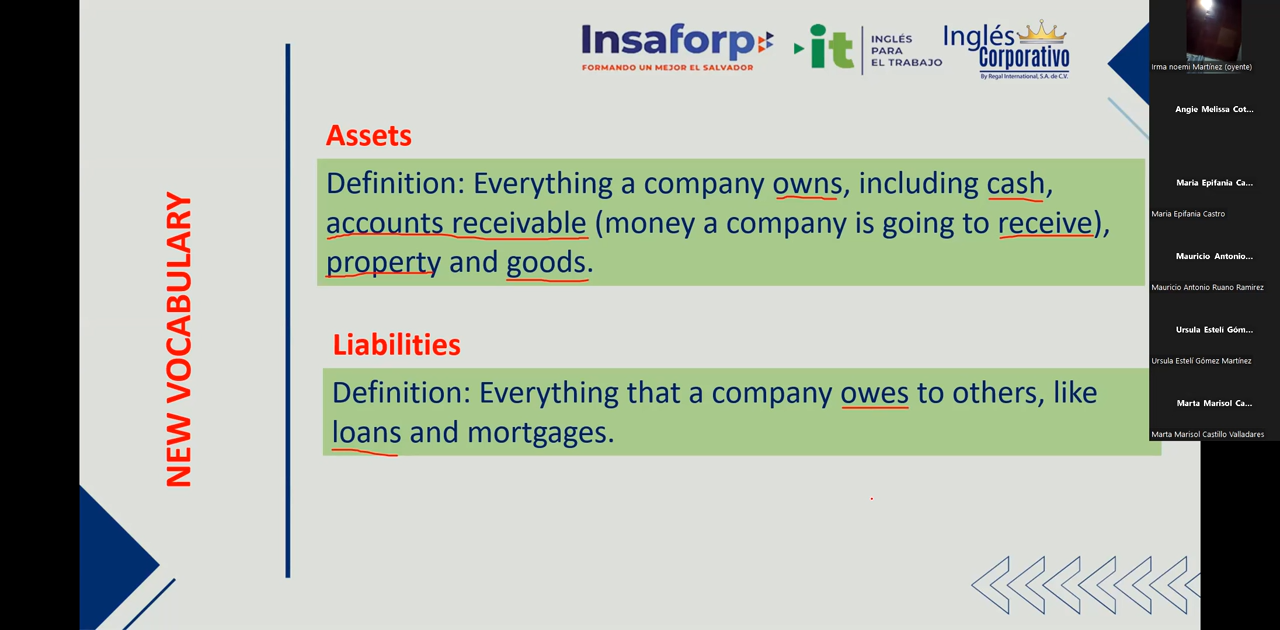 Insaforp
FORMANDO UN MEJOR EL SALVADOR
it
INGLÉS
PARA
EL TRABAJO
Inglés
Corporativo
By Regal International, S.A. de C.V.
NEW VOCABULARY
Assets
Definition: Everything a company owns, including cash,
accounts receivable (money a company is going to receive),
property and goods.
Liabilities
Definition: Everything that a company owes to others, like
loans and mortgages.
Irma noemi Martínez (oyente)
Angie Melissa Cot...
Maria Epifania Ca...
Maria Epifania Castro
Mauricio Antonio...
Mauricio Antonio Ruano Ramirez
Ursula Estelí Góm...
Ursula Estelí Gómez Martínez
Marta Marisol Ca...
Marta Marisol Castillo Valladares